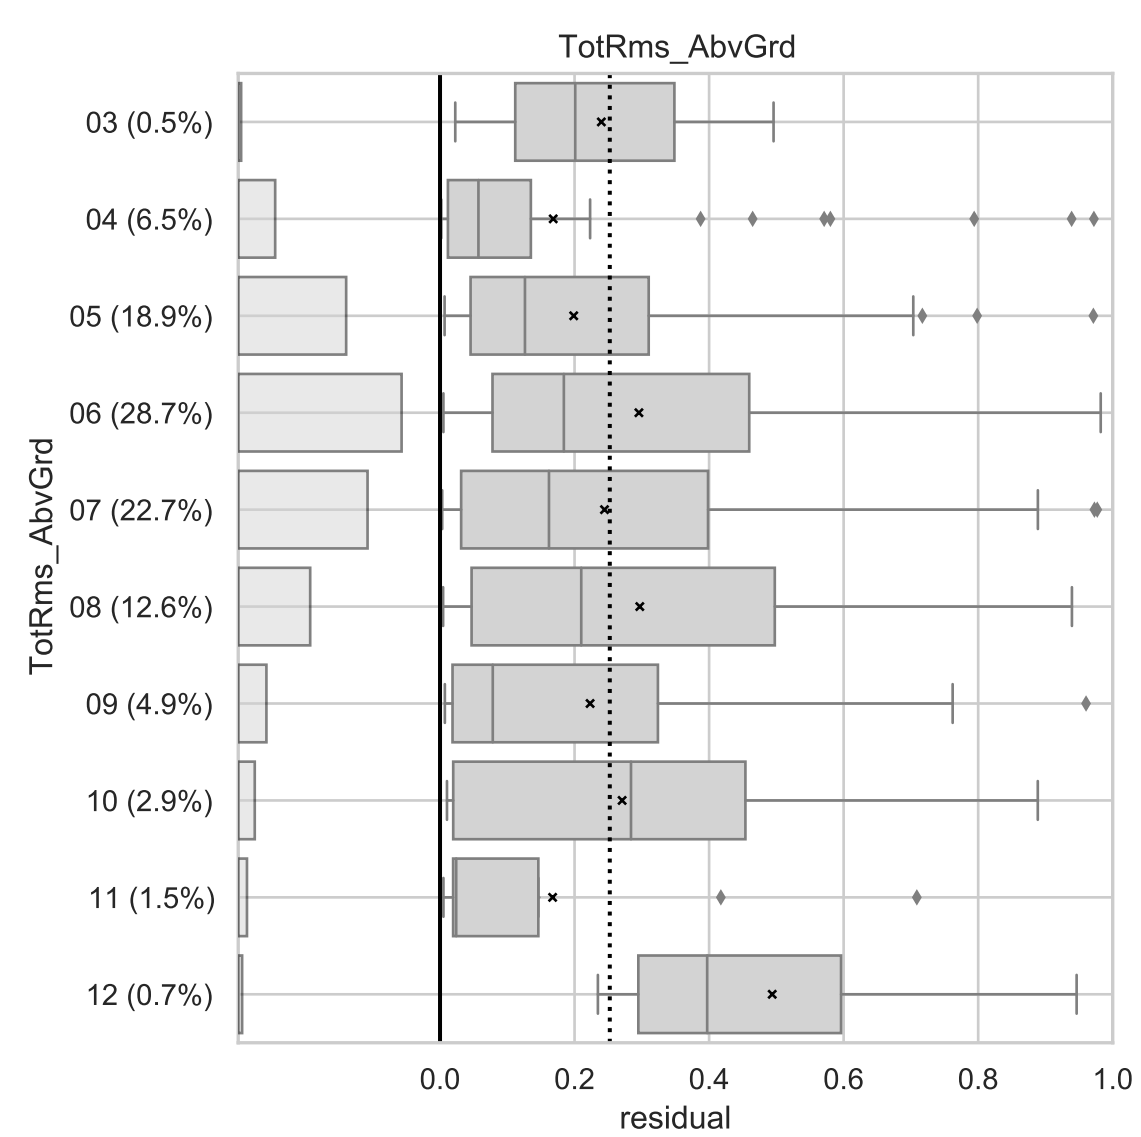 TotRms_AbvGrd
TotRms_AbvGrd
03 (0.5%)
04 (6.5%)
05 (18.9%)
06 (28.7%)
07 (22.7%)
08 (12.6%)
09 (4.9%)
10 (2.9%)
11 (1.5%)
12 (0.7%)
0.0 0.2 0.4 0.6 0.8 1.0
residual